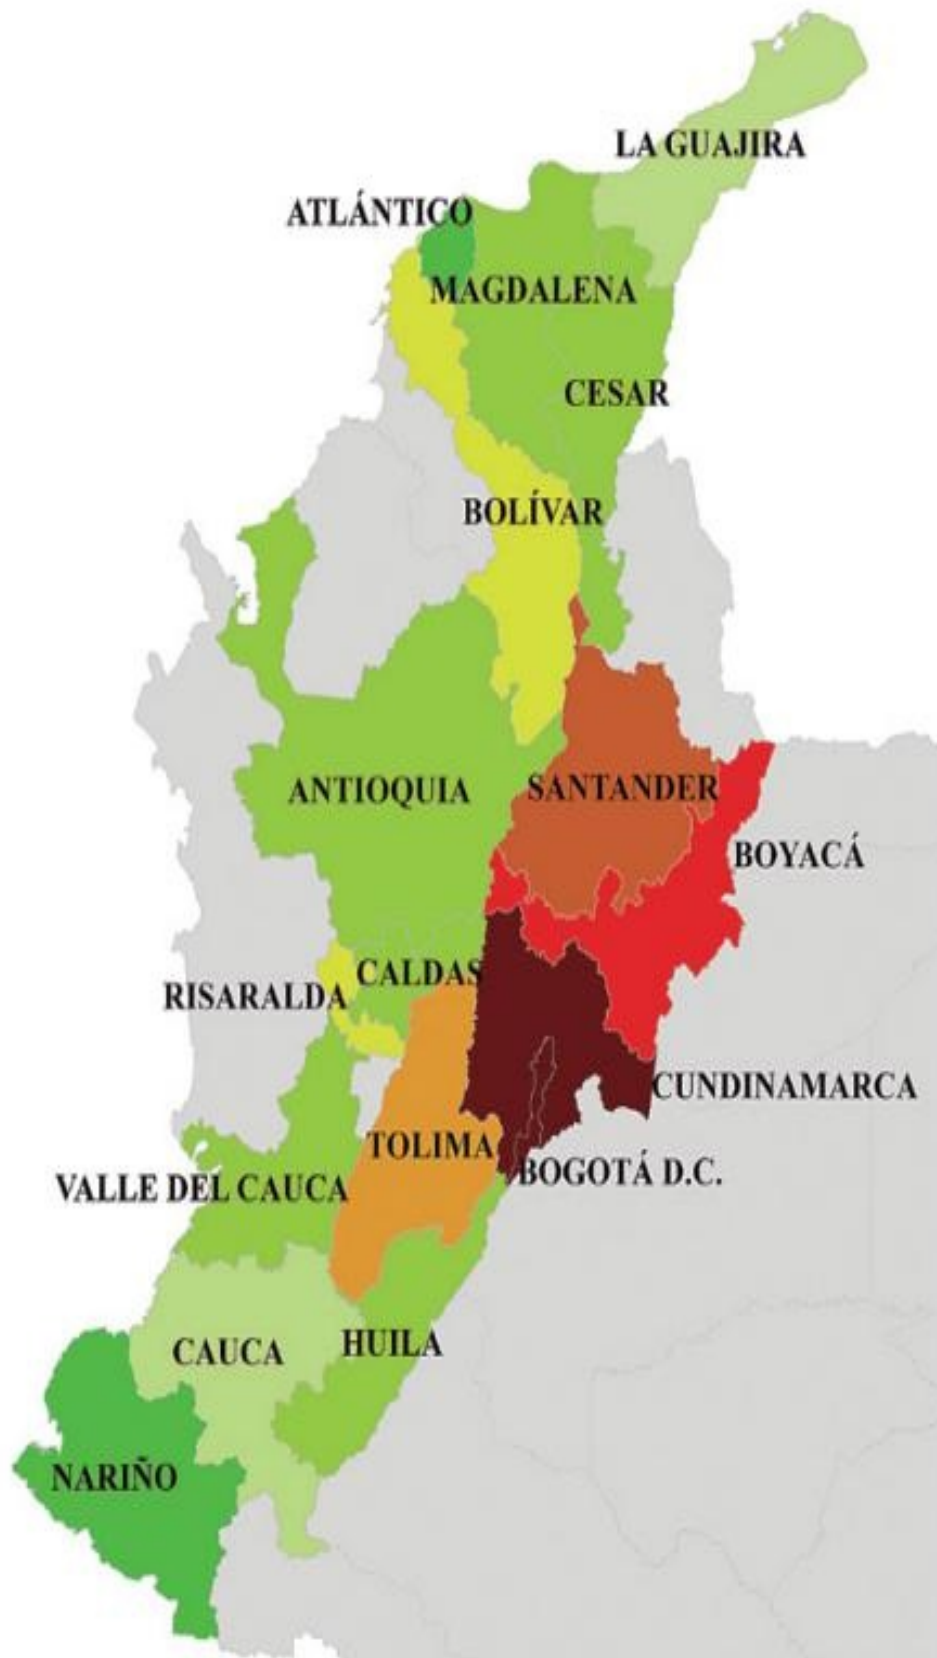 LA GUAJIRA
ATLÁNTICO
MAGDALENA
CESAR
BOLÍVAR
ANTIOQUIA
SANTANDER
BOYACÁ
CALDAS
RISARALDA
CUNDINAMARCA
TOLIMA
BOGOTÁ D.C.
VALLE DEL CAUCA
HUILA
CAUCA
NARIÑO